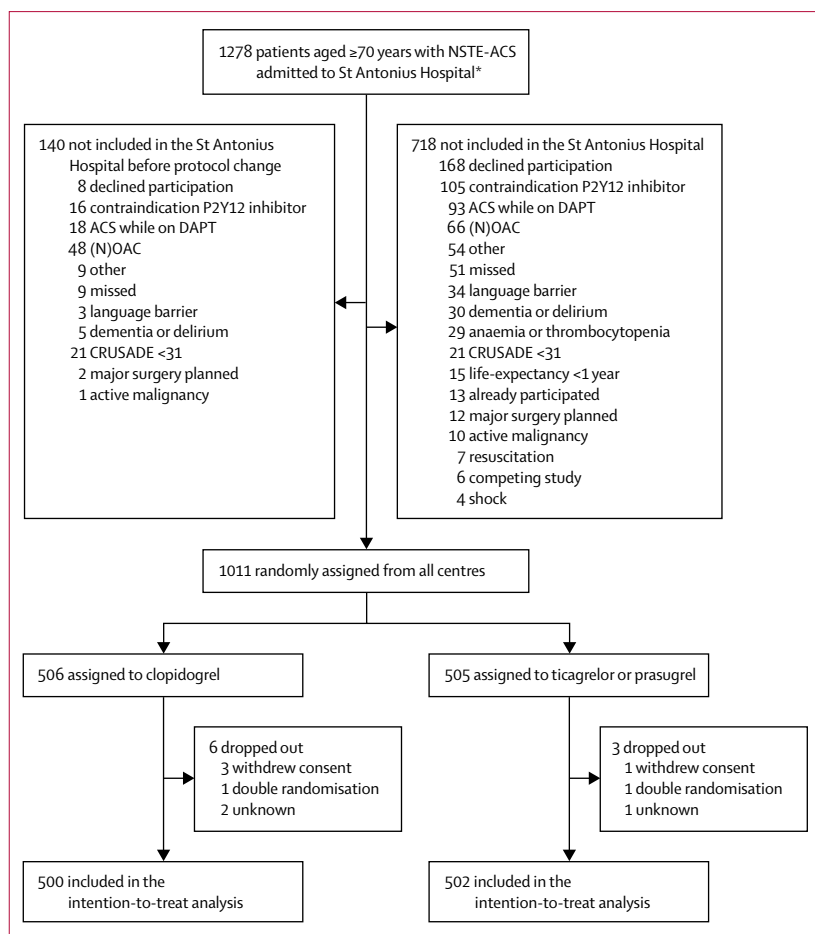 1278 patients aged ≥70 years with NSTE-ACS
admitted to St Antonius Hospital*
140 not included in the St Antonius
Hospital before protocol change
8 declined participation
16 contraindication P2Y12 inhibitor
18 ACS while on DAPT
48 (N)OAC
9 other
9 missed
3 language barrier
5 dementia or delirium
21 CRUSADE <31
2 major surgery planned
1 active malignancy
718 not included in the St Antonius Hospital
168 declined participation
105 contraindication P2Y12 inhibitor
93 ACS while on DAPT
66 (N)OAC
54 other
51 missed
34 language barrier
30 dementia or delirium
29 anaemia or thrombocytopenia
21 CRUSADE <31
15 life-expectancy <1 year
13 already participated
12 major surgery planned
10 active malignancy
7 resuscitation
6 competing study
4 shock
1011 randomly assigned from all centres
506 assigned to clopidogrel
505 assigned to ticagrelor or prasugrel
6 dropped out
3 withdrew consent
1 double randomisation
2 unknown
3 dropped out
1 withdrew consent
1 double randomisation
1 unknown
500 included in the
intention-to-treat analysis
502 included in the
intention-to-treat analysis